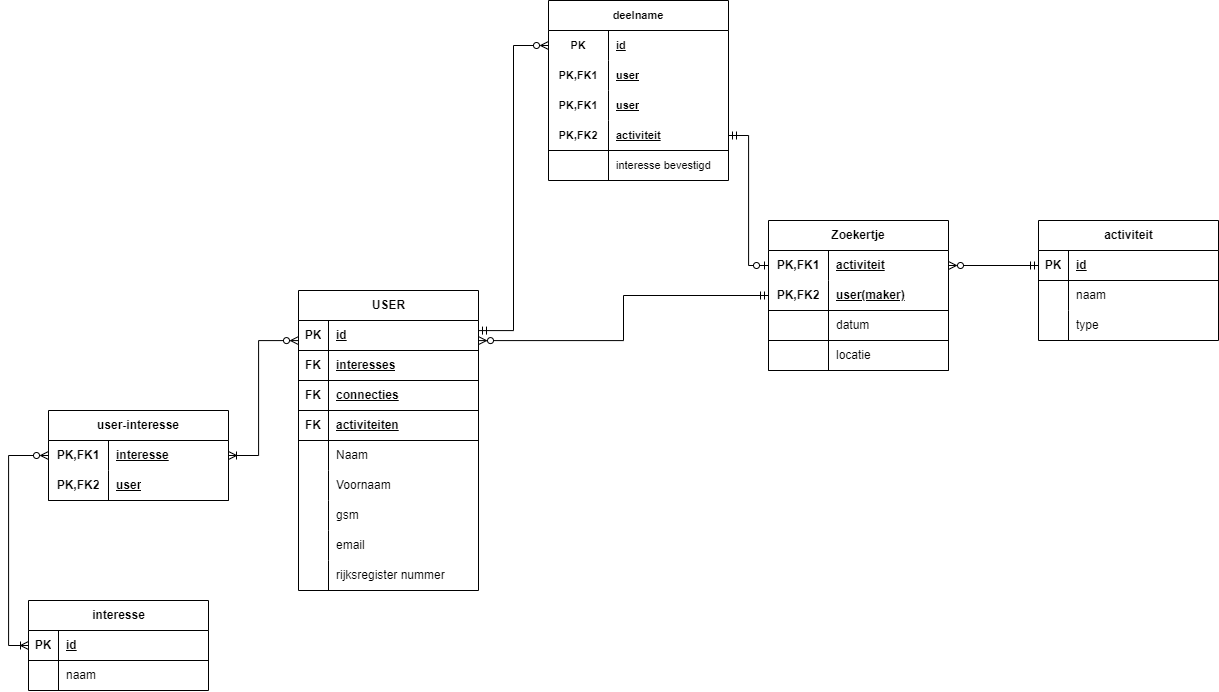 deelname
PK id
PK,FK1 user
PK,FK1 user
PK,FK2 activiteit
interesse bevestigd
Zoekertje
PK,FK1 activiteit
PK,FK2 user(maker)
datum
locatie
activiteit
PK id
naam
type
USER
PK id
FK interesses
FK connecties
FK activiteiten
Naam
Voornaam
gsm
email
rijksregister nummer
user-interesse
PK,FK1 interesse
PK,FK2 user
interesse
PK id
naam